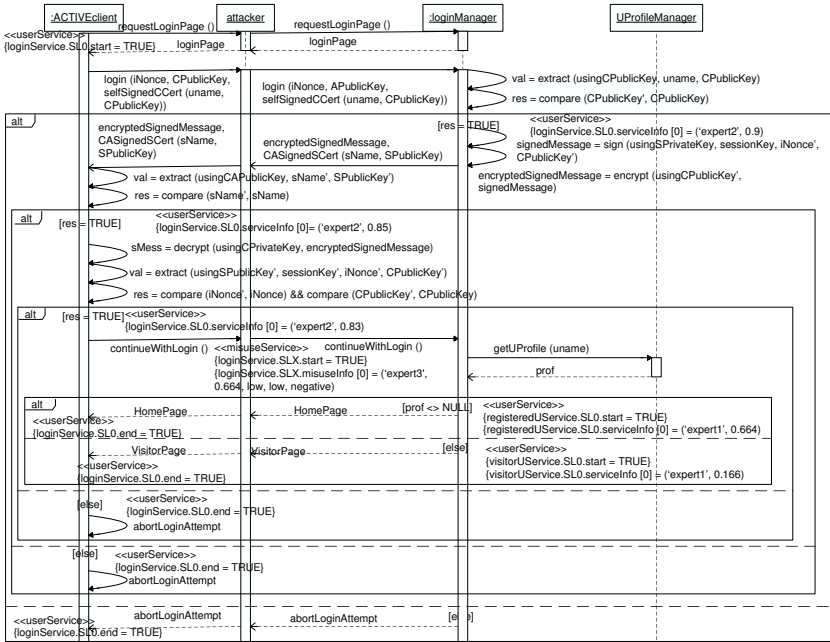 :ACTIVEclient
attacker
:loginManager
UProfileManager
requestLoginPage ()
requestLoginPage ()
<<userService>>
{loginService.SL0.start = TRUE}
loginPage
loginPage
login (iNonce, CPublicKey,
selfSignedCCert (uname,
CPublicKey))
login (iNonce, APublicKey,
selfSignedCCert (uname, CPublicKey))
val = extract (usingCPublicKey, uname, CPublicKey)
res = compare (CPublicKey', CPublicKey)
alt
[res = TRUE]
<<userService>>
{loginService.SL0.serviceInfo [0] = ('expert2', 0.9)
signedMessage = sign (usingSPrivateKey, sessionKey, iNonce',
CPublicKey')
encryptedSignedMessage,
CASignedSCert (sName,
SPublicKey)
encryptedSignedMessage,
CASignedSCert (sName, SPublicKey)
encryptedSignedMessage = encrypt (usingCPublicKey',
signedMessage)
val = extract (usingCAPublicKey, sName', SPublicKey')
res = compare (sName', sName)
alt
[res = TRUE]
<<userService>>
{loginService.SL0.serviceInfo [0]= ('expert2', 0.85)
sMess = decrypt (usingCPrivateKey, encryptedSignedMessage)
val = extract (usingSPublicKey', sessionKey', iNonce', CPublicKey')
res = compare (iNonce', iNonce) && compare (CPublicKey', CPublicKey)
alt
[res = TRUE]
<<userService>>
{loginService.SL0.serviceInfo [0] = ('expert2', 0.83)
continueWithLogin ()
<<misuseService>>
continueWithLogin ()
{loginService.SLX.start = TRUE}
{loginService.SLX.misuseInfo [0] = ('expert3',
0.664, low, low, negative)
getUProfile (uname)
prof
alt
HomePage
HomePage
[prof <> NULL]
<<userService>>
{registeredUService.SL0.start = TRUE}
{registeredUService.SL0.serviceInfo [0] = ('expert1', 0.664)
<<userService>>
{loginService.SL0.end = TRUE}
VisitorPage
VisitorPage
[else]
<<userService>>
{visitorUService.SL0.start = TRUE}
{visitorUService.SL0.serviceInfo [0] = ('expert1', 0.166)
<<userService>>
{loginService.SL0.end = TRUE}
[else]
<<userService>>
{loginService.SL0.end = TRUE}
abortLoginAttempt
[else]
<<userService>>
{loginService.SL0.end = TRUE}
abortLoginAttempt
<<userService>>
{loginService.SL0.end = TRUE}
abortLoginAttempt
abortLoginAttempt
[else]